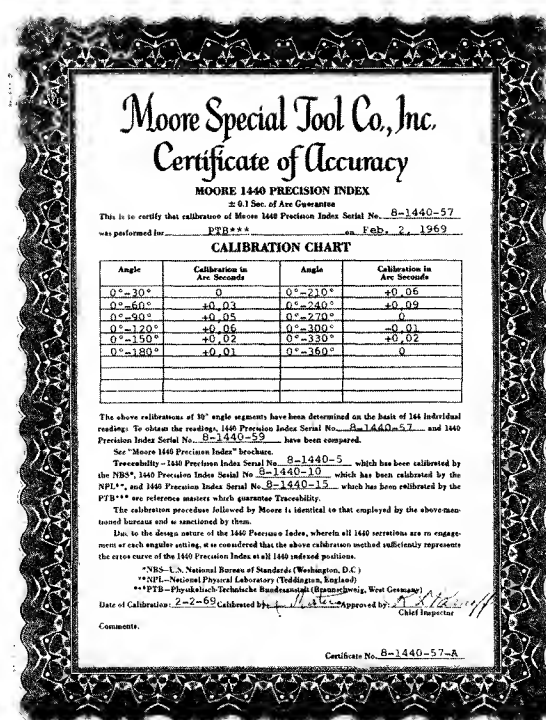 Moore Special Tool Co., Inc.
Certificate of Accuracy
MOORE 1440 PRECISION INDEX
± 0.1 Sec. of Arc Guarantee
This is to certify that calibration of Moore 1440 Precision Index Serial No. 8-1440-57
was performed for PTB*** on Feb. 2, 1969
CALIBRATION CHART
Angle Calibration in Arc Seconds Angle Calibration in Arc Seconds
0°-30° 0 0°-210° +0.06
0°-60° +0.03 0°-240° +0.09
0°-90° +0.05 0°-270° 0
0°-120° +0.06 0°-300° -0.01
0°-150° +0.02 0°-330° +0.02
0°-180° +0.01 0°-360° 0
The above calibrations of 30° angle segments have been determined on the basis of 144 individual
readings. To obtain the readings, 1440 Precision Index Serial No. 8-1440-57 and 1440
Precision Index Serial No. 8-1440-59 have been compared.
See "Moore 1440 Precision Index" brochure.
Traceability – 1440 Precision Index Serial No. 8-1440-5 which has been calibrated by
the NBS*, 1440 Precision Index Serial No 8-1440-10 which has been calibrated by the
NPL**, and 1440 Precision Index Serial No. 8-1440-15 which has been calibrated by the
PTB*** are reference masters which guarantee Traceability.
The calibration procedure followed by Moore is identical to that employed by the above-men-
tioned bureaus and is sanctioned by them.
Due to the design nature of the 1440 Precision Index, wherein all 1440 serrations are in engage-
ment at each angular setting, it is considered that the above calibration method sufficiently represents
the error curve of the 1440 Precision Index at all 1440 indexed positions.
*NBS—U.S. National Bureau of Standards (Washington, D.C.)
**NPL—National Physical Laboratory (Teddington, England)
***PTB—Physikalisch-Technische Bundesanstalt (Braunschweig, West Germany)
Date of Calibration: 2-2-69 Calibrated by: Approved by:
Chief Inspector
Comments.
Certificate No. 8-1440-57-A